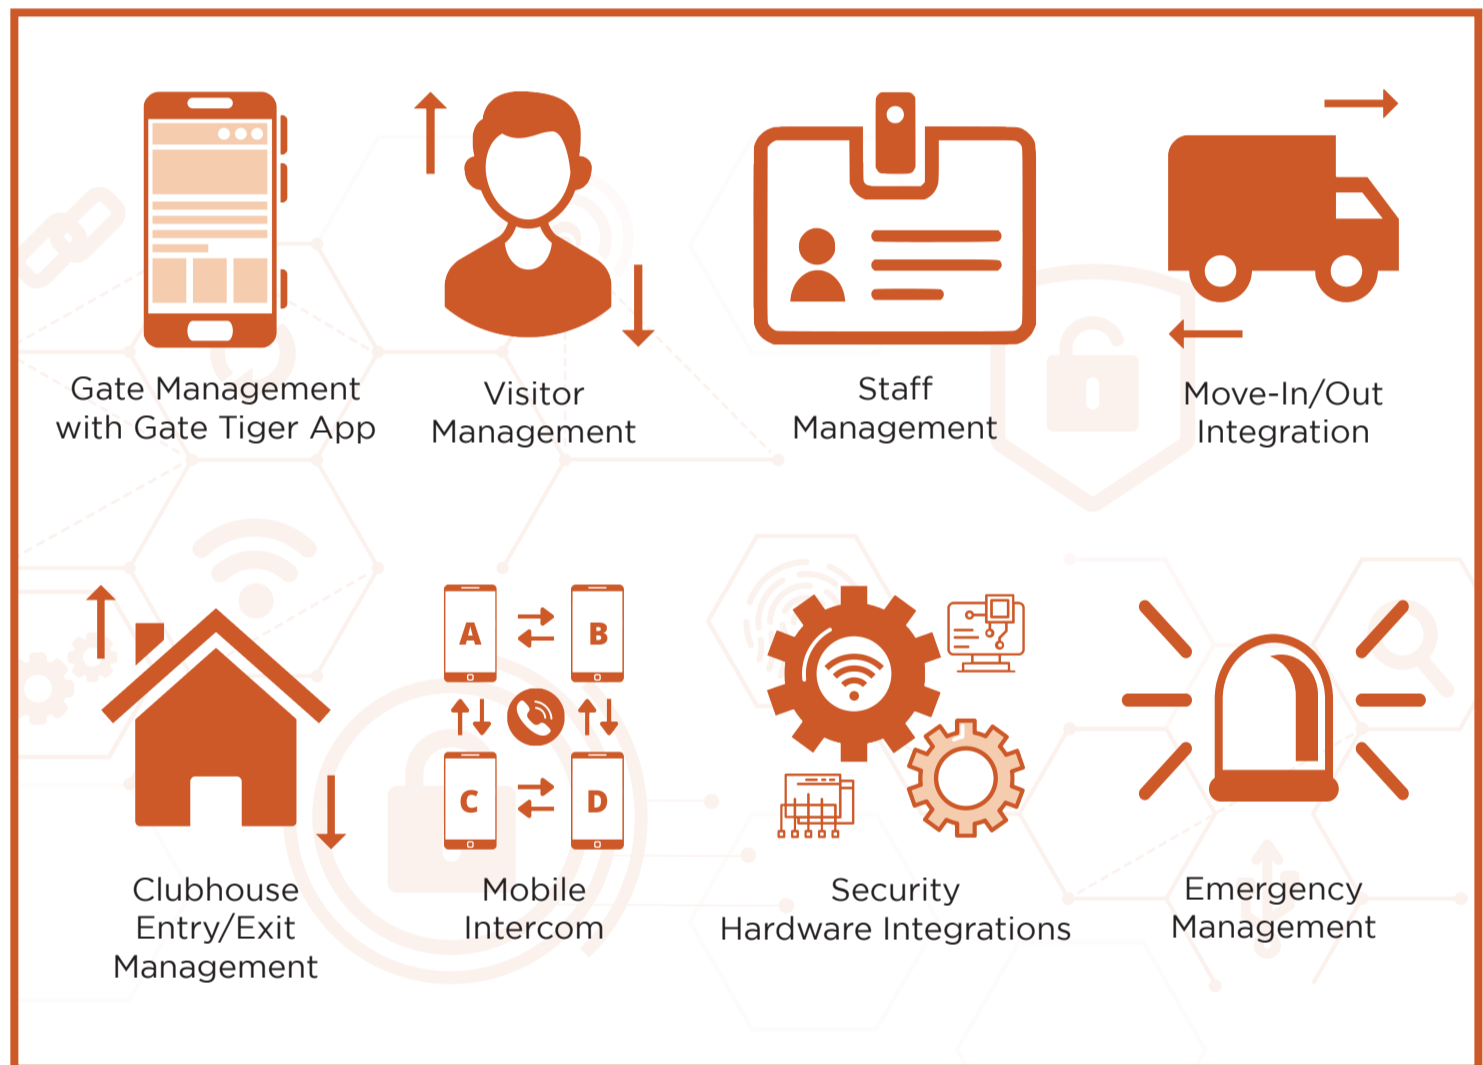 Gate Management
with Gate Tiger App
Visitor
Management
Staff
Management
Move-In/Out
Integration
A
B
C
D
Clubhouse
Entry/Exit
Management
Mobile
Intercom
Security
Hardware Integrations
Emergency
Management